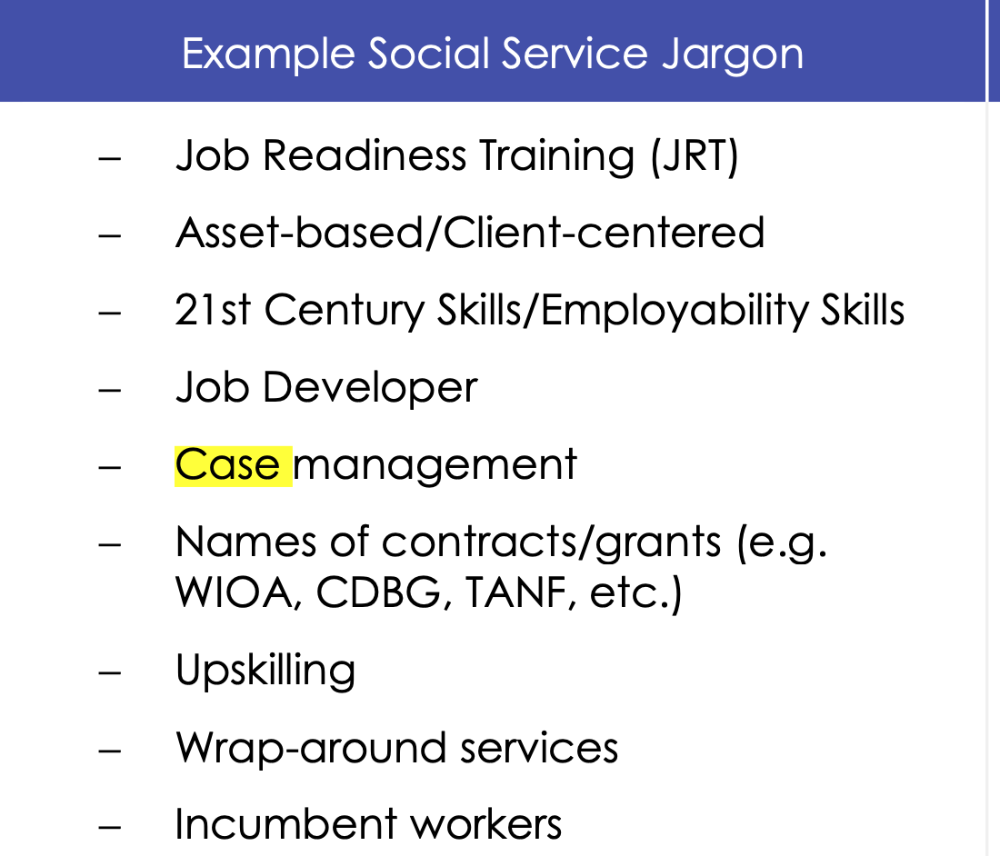 Example Social Service Jargon
– Job Readiness Training (JRT)
– Asset-based/Client-centered
– 21st Century Skills/Employability Skills
– Job Developer
– Case management
– Names of contracts/grants (e.g.
WIOA, CDBG, TANF, etc.)
– Upskilling
– Wrap-around services
– Incumbent workers